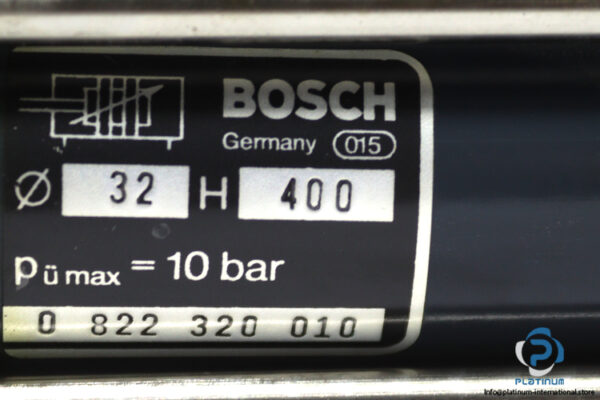 BOSCH
Germany 015
Ø 32 H 400
pü max = 10 bar
0 822 320 010
PLATINUM
info@platinum-international.store